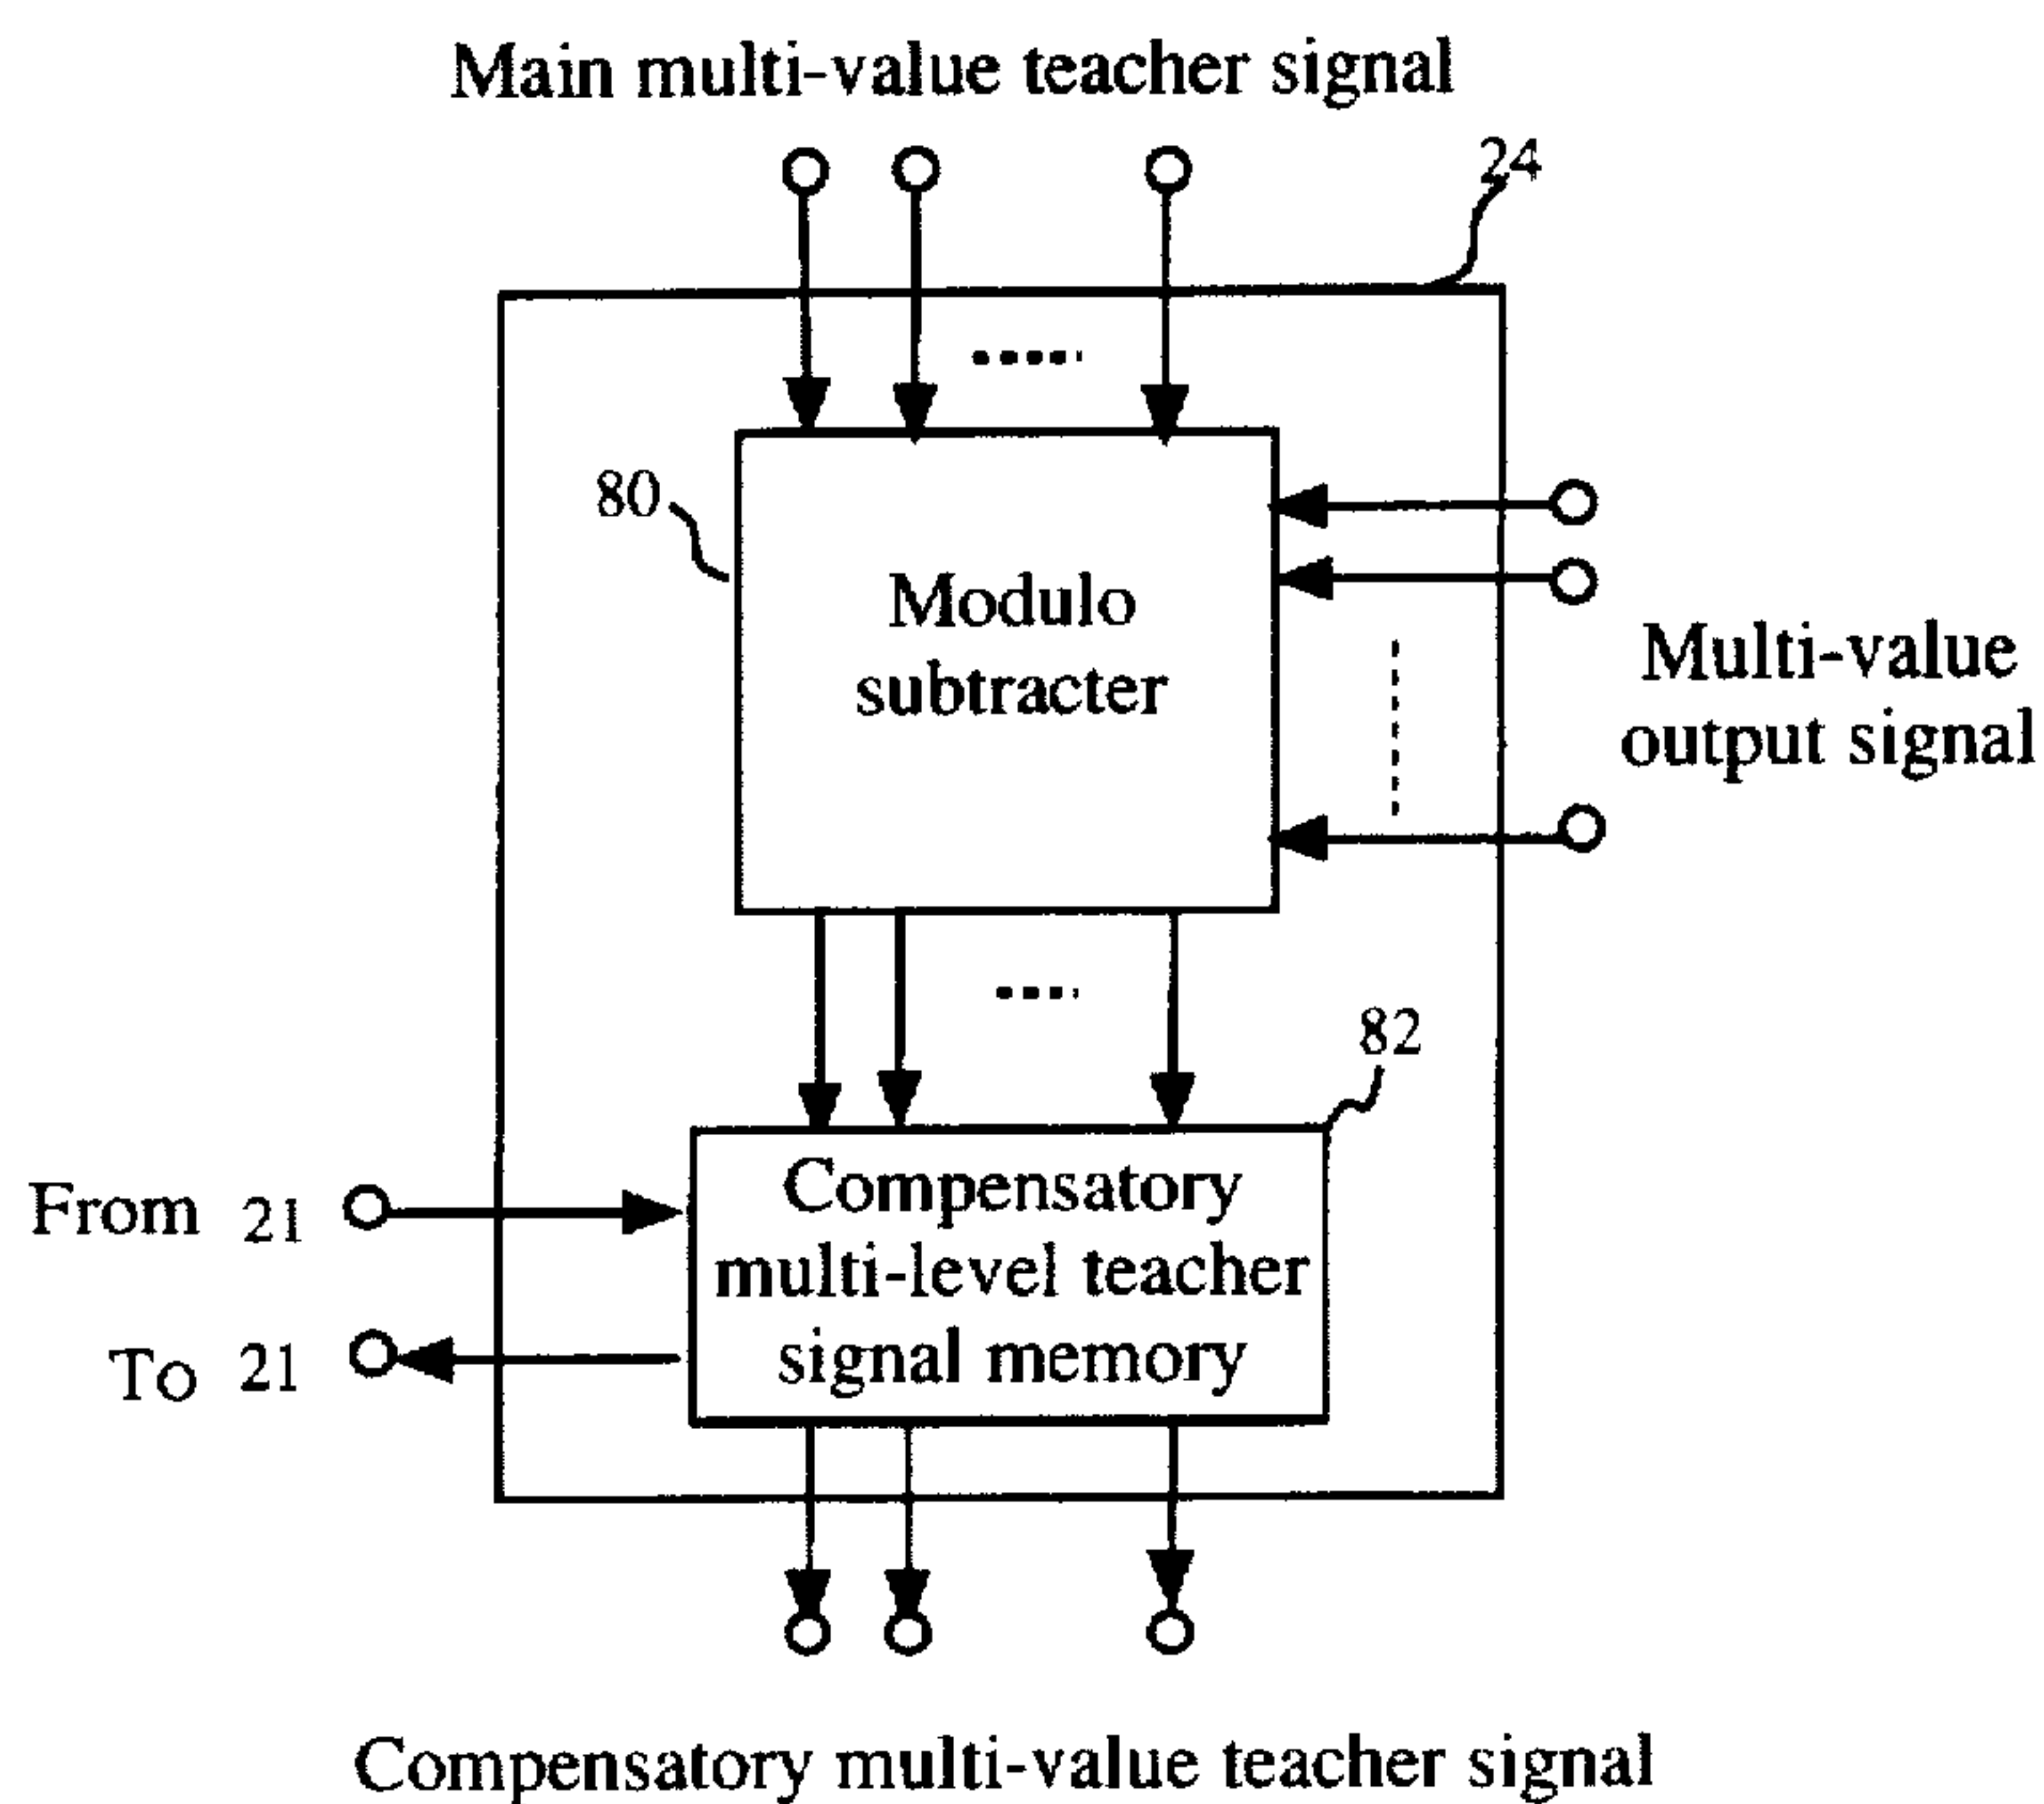 Main multi-value teacher signal
24
80
Modulo
subtracter
Multi-value
output signal
82
Compensatory
multi-level teacher
signal memory
From 21
To 21
Compensatory multi-value teacher signal